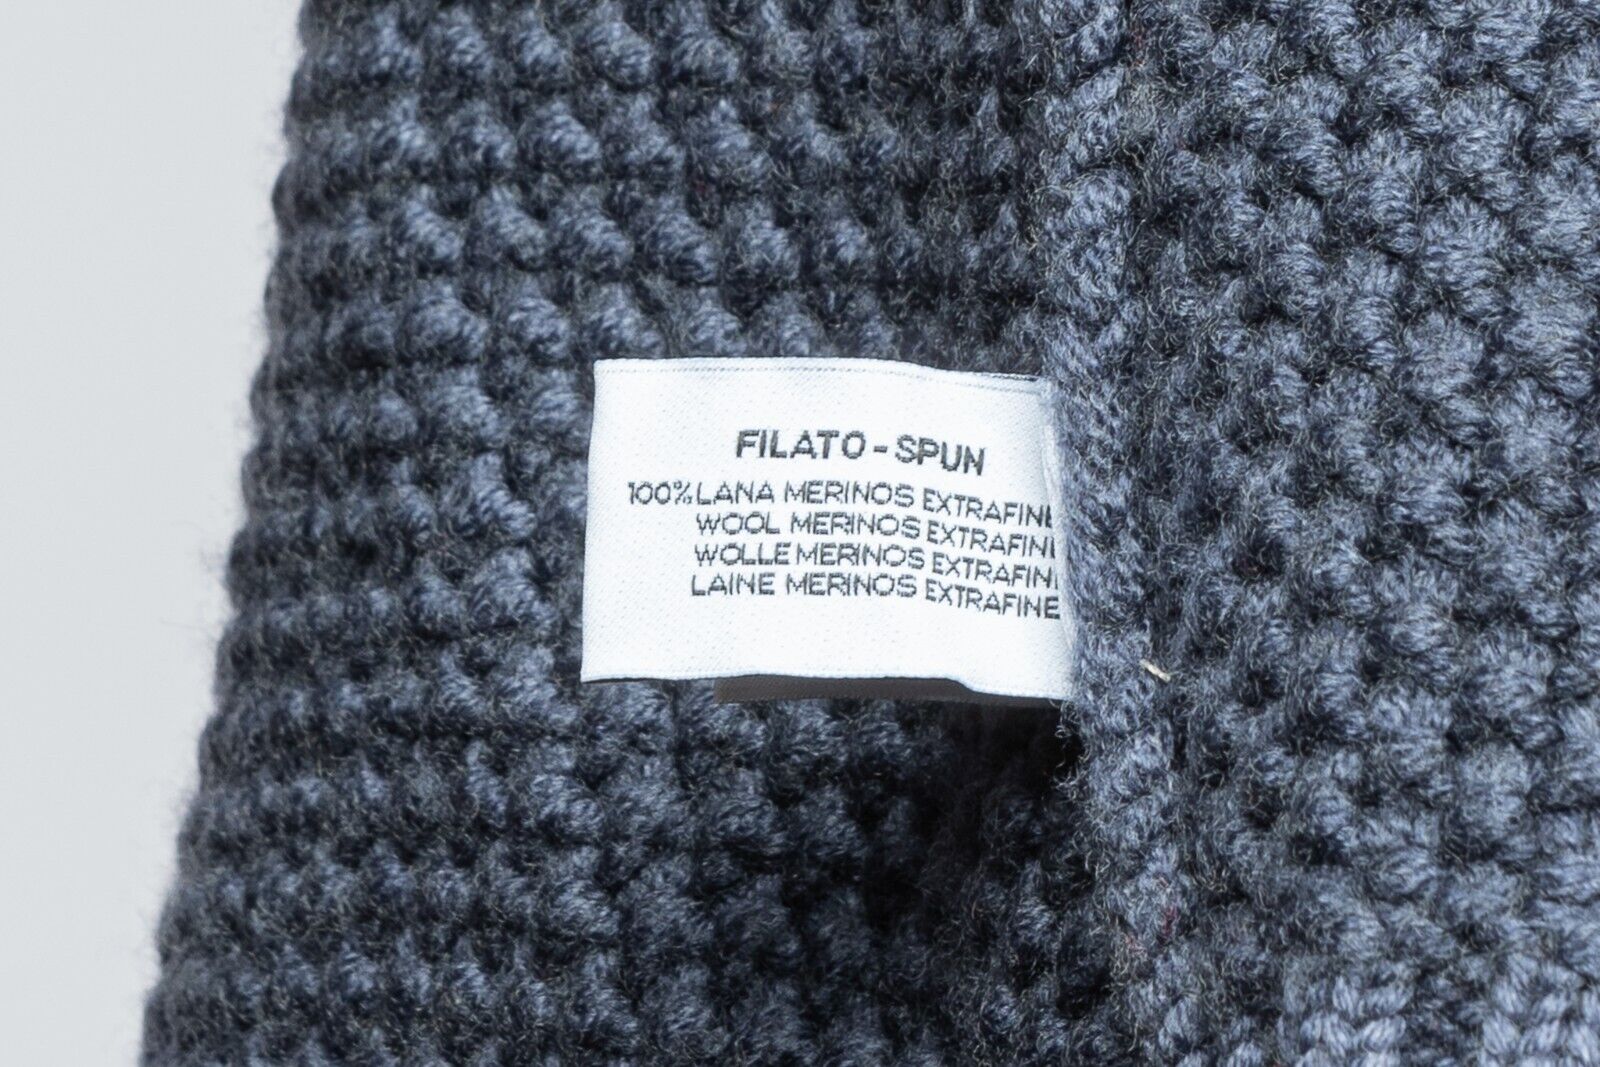 FILATO - SPUN
100% LANA MERINOS EXTRAFINE
WOOL MERINOS EXTRAFINE
WOLLE MERINOS EXTRAFINE
LAINE MERINOS EXTRAFINE